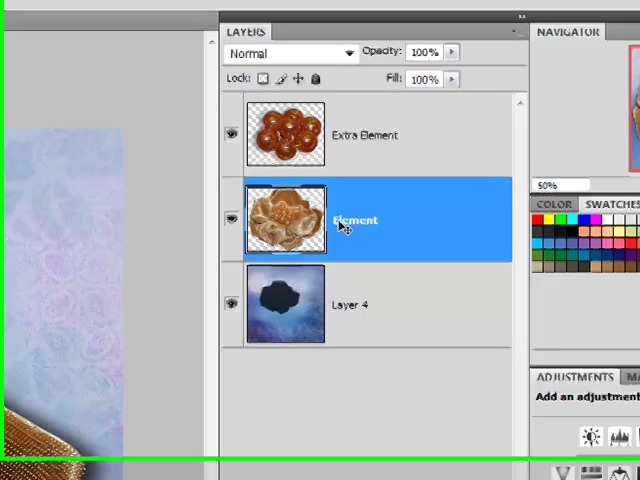 LAYERS
NAVIGATOR
Normal
Opacity: 100%
Lock:
Fill: 100%
Extra Element
50%
COLOR
SWATCHES
Element
Layer 4
ADJUSTMENTS
Add an adjustment